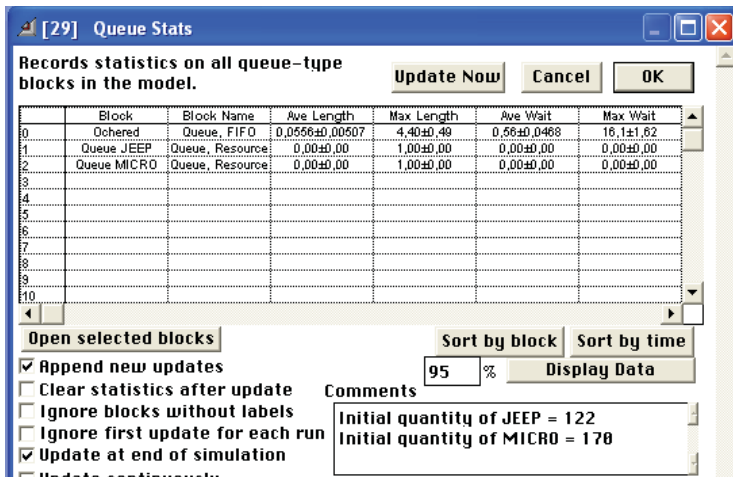 [29] Queue Stats
Records statistics on all queue-type
blocks in the model.
Update Now Cancel OK
Block Block Name Ave Length Max Length Ave Wait Max Wait
0 Ochered Queue, FIFO 0,0556±0,00507 4,40±0,49 0,56±0,0468 16,1±1,62
1 Queue JEEP Queue, Resource 0,00±0,00 1,00±0,00 0,00±0,00 0,00±0,00
2 Queue MICRO Queue, Resource 0,00±0,00 1,00±0,00 0,00±0,00 0,00±0,00
3
4
5
6
7
8
9
10
Open selected blocks Sort by block Sort by time
Append new updates 95 % Display Data
Clear statistics after update Comments
Ignore blocks without labels Initial quantity of JEEP = 122
Ignore first update for each run Initial quantity of MICRO = 170
Update at end of simulation
Update continuously